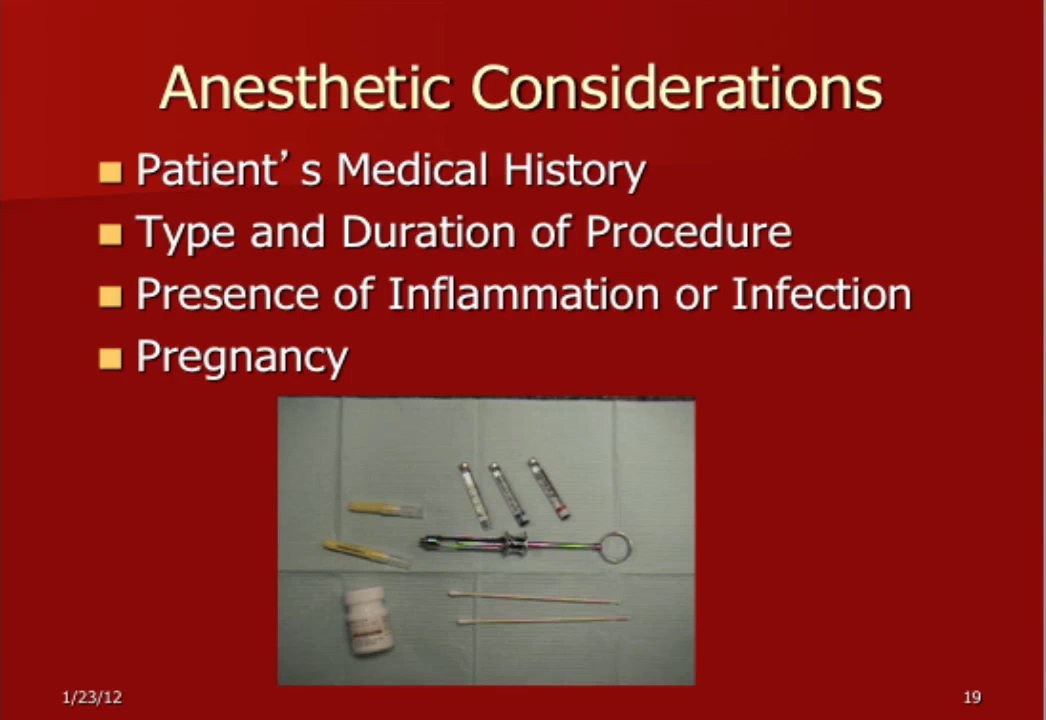 Anesthetic Considerations
Patient’s Medical History
Type and Duration of Procedure
Presence of Inflammation or Infection
Pregnancy
1/23/12
19